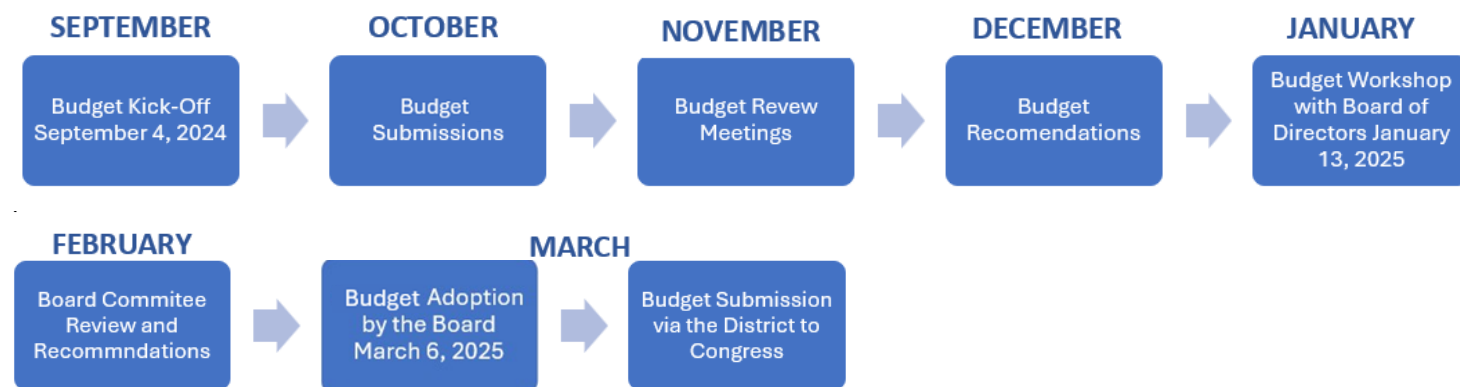 SEPTEMBER
Budget Kick-Off
September 4, 2024
OCTOBER
Budget
Submissions
NOVEMBER
Budget Revew
Meetings
DECEMBER
Budget
Recomendations
JANUARY
Budget Workshop
with Board of
Directors January
13, 2025
FEBRUARY
Board Commitee
Review and
Recommndations
MARCH
Budget Adoption
by the Board
March 6, 2025
Budget Submission
via the District to
Congress